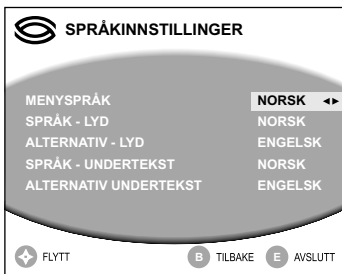 SPRÅKINNSTILLINGER
MENYSPRÅK NORSK
SPRÅK - LYD NORSK
ALTERNATIV - LYD ENGELSK
SPRÅK - UNDERTEKST NORSK
ALTERNATIV UNDERTEKST ENGELSK
FLYTT B TILBAKE E AVSLUTT